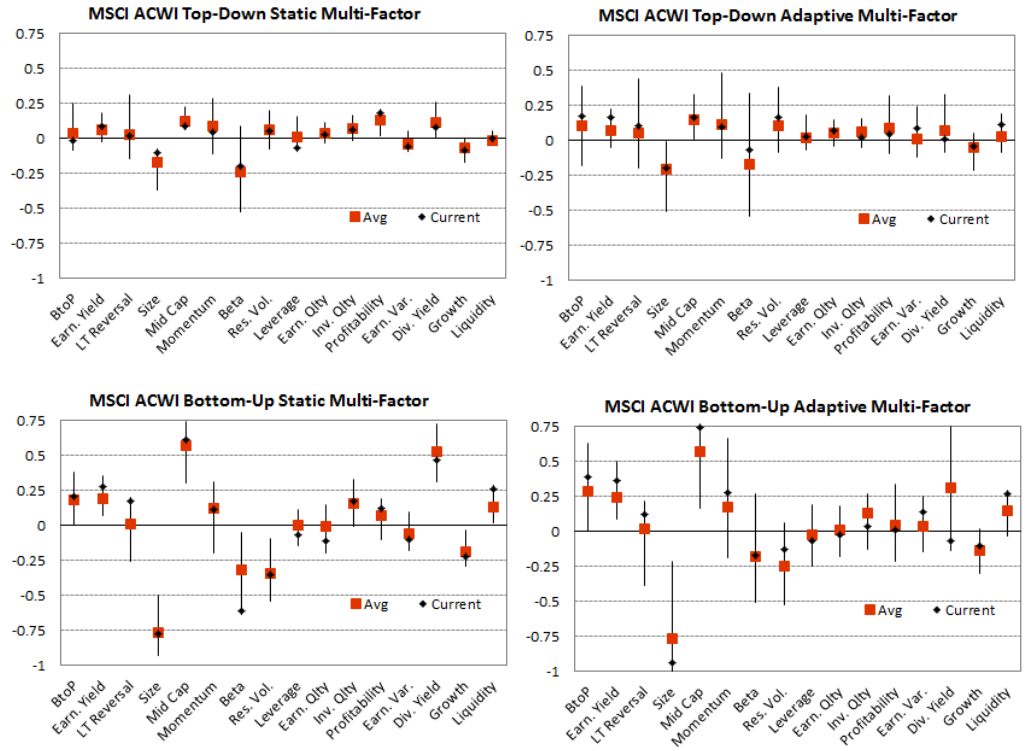 MSCI ACWI Top-Down Static Multi-Factor
0.75
0.5
0.25
0
-0.25
-0.5
-0.75
-1
Avg Current
BtoP
Earn. Yield
LT Reversal
Size
Mid Cap
Momentum
Beta
Res. Vol.
Leverage
Earn. Qlty
Inv. Qlty
Profitability
Earn. Var.
Div. Yield
Growth
Liquidity
MSCI ACWI Top-Down Adaptive Multi-Factor
0.75
0.5
0.25
0
-0.25
-0.5
-0.75
-1
Avg Current
BtoP
Earn. Yield
LT Reversal
Size
Mid Cap
Momentum
Beta
Res. Vol.
Leverage
Earn. Qlty
Inv. Qlty
Profitability
Earn. Var.
Div. Yield
Growth
Liquidity
MSCI ACWI Bottom-Up Static Multi-Factor
0.75
0.5
0.25
0
-0.25
-0.5
-0.75
-1
Avg Current
BtoP
Earn. Yield
LT Reversal
Size
Mid Cap
Momentum
Beta
Res. Vol.
Leverage
Earn. Qlty
Inv. Qlty
Profitability
Earn. Var.
Div. Yield
Growth
Liquidity
MSCI ACWI Bottom-Up Adaptive Multi-Factor
0.75
0.5
0.25
0
-0.25
-0.5
-0.75
-1
Avg Current
BtoP
Earn. Yield
LT Reversal
Size
Mid Cap
Momentum
Beta
Res. Vol.
Leverage
Earn. Qlty
Inv. Qlty
Profitability
Earn. Var.
Div. Yield
Growth
Liquidity